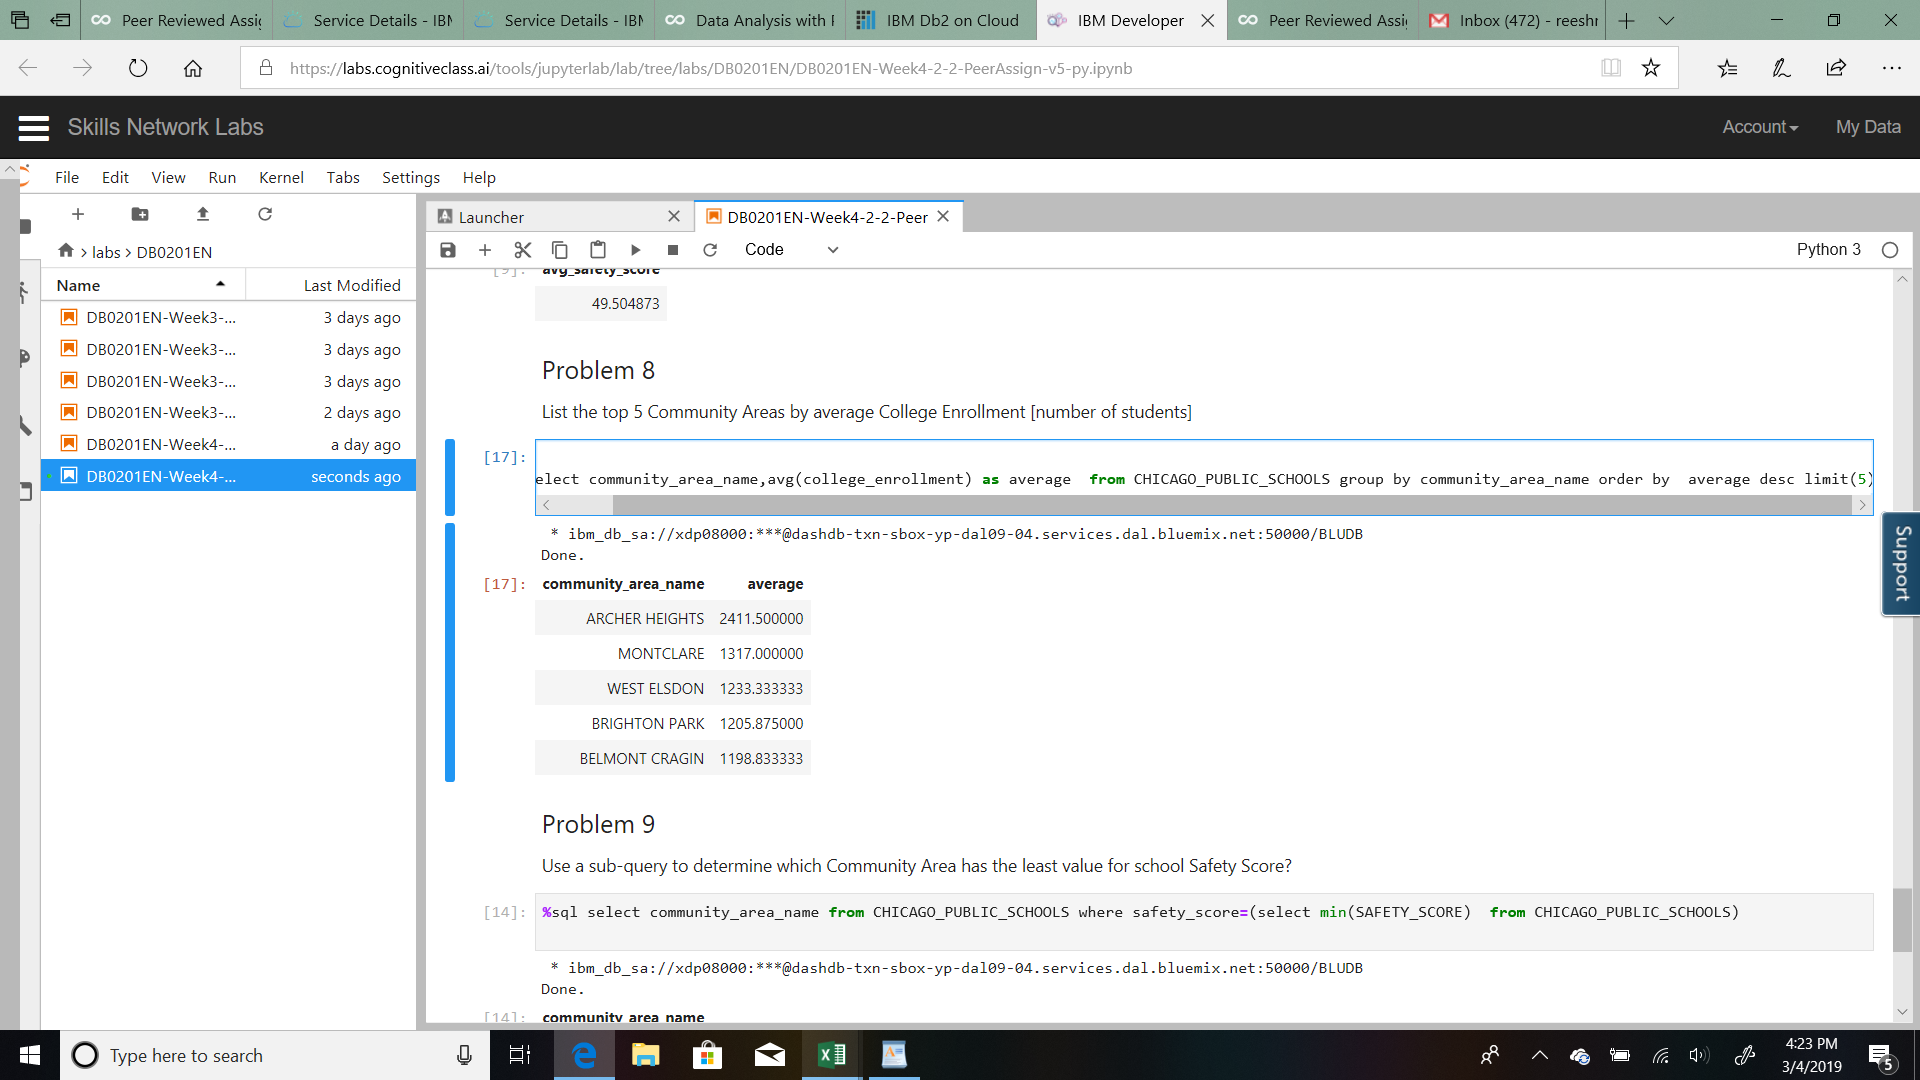 Peer Reviewed Assig
Service Details - IBM
Service Details - IBM
Data Analysis with P
IBM Db2 on Cloud
IBM Developer
Peer Reviewed Assig
Inbox (472) - reeshm
https://labs.cognitiveclass.ai/tools/jupyterlab/lab/tree/labs/DB0201EN/DB0201EN-Week4-2-2-PeerAssign-v5-py.ipynb
Skills Network Labs
Account
My Data
File Edit View Run Kernel Tabs Settings Help
Launcher
DB0201EN-Week4-2-2-Peer
> labs > DB0201EN
Code
Python 3
Name Last Modified
DB0201EN-Week3-... 3 days ago
DB0201EN-Week3-... 3 days ago
DB0201EN-Week3-... 3 days ago
DB0201EN-Week3-... 2 days ago
DB0201EN-Week4-... a day ago
DB0201EN-Week4-... seconds ago
[9]: avg_safety_score
49.504873
Problem 8
List the top 5 Community Areas by average College Enrollment [number of students]
[17]:
elect community_area_name,avg(college_enrollment) as average  from CHICAGO_PUBLIC_SCHOOLS group by community_area_name order by  average desc limit(5)
* ibm_db_sa://xdp08000:***@dashdb-txn-sbox-yp-dal09-04.services.dal.bluemix.net:50000/BLUDB
Done.
[17]: community_area_name average
ARCHER HEIGHTS 2411.500000
MONTCLARE 1317.000000
WEST ELSDON 1233.333333
BRIGHTON PARK 1205.875000
BELMONT CRAGIN 1198.833333
Problem 9
Use a sub-query to determine which Community Area has the least value for school Safety Score?
[14]: %sql select community_area_name from CHICAGO_PUBLIC_SCHOOLS where safety_score=(select min(SAFETY_SCORE)  from CHICAGO_PUBLIC_SCHOOLS)
* ibm_db_sa://xdp08000:***@dashdb-txn-sbox-yp-dal09-04.services.dal.bluemix.net:50000/BLUDB
Done.
[14]: community_area_name
Support
Type here to search
4:23 PM
3/4/2019
5